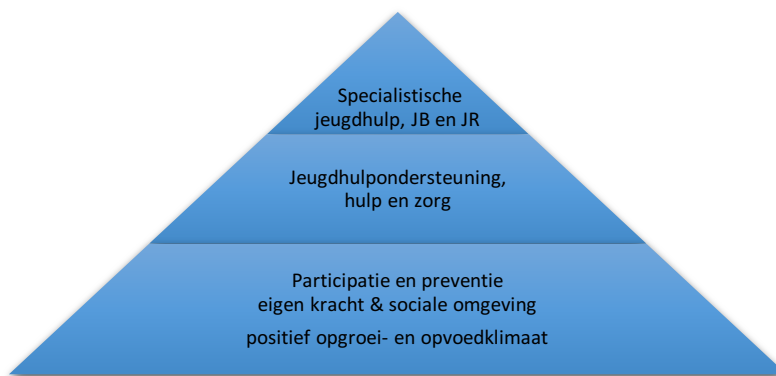 Specialistische
jeugdhulp, JB en JR
Jeugdhulpondersteuning,
hulp en zorg
Participatie en preventie
eigen kracht & sociale omgeving
positief opgroei- en opvoedklimaat